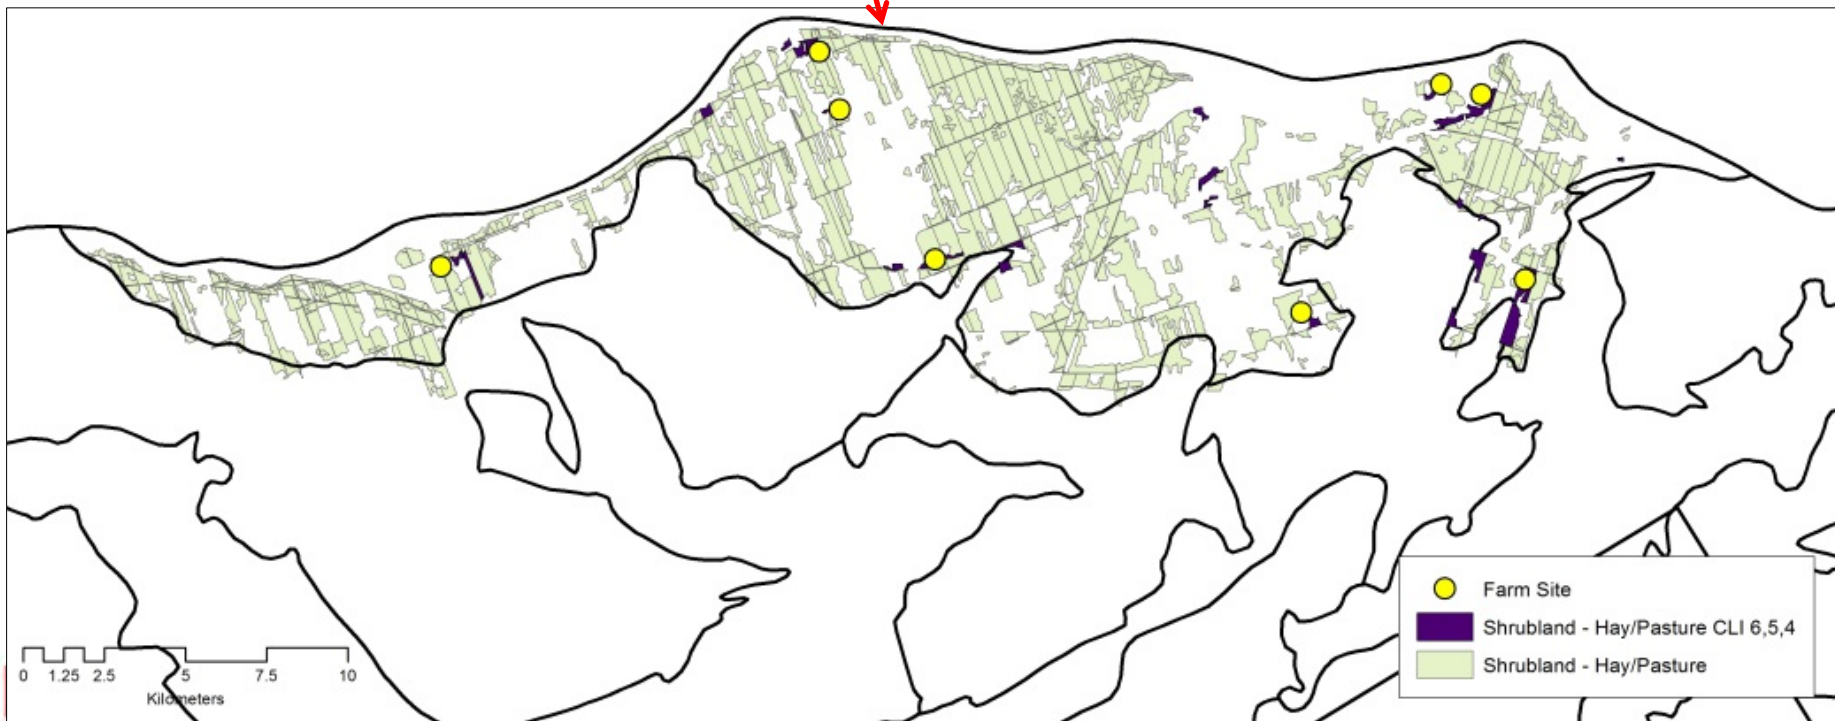 Farm Site
Shrubland - Hay/Pasture CLI 6,5,4
Shrubland - Hay/Pasture
0 1.25 2.5 5 7.5 10
Kilometers